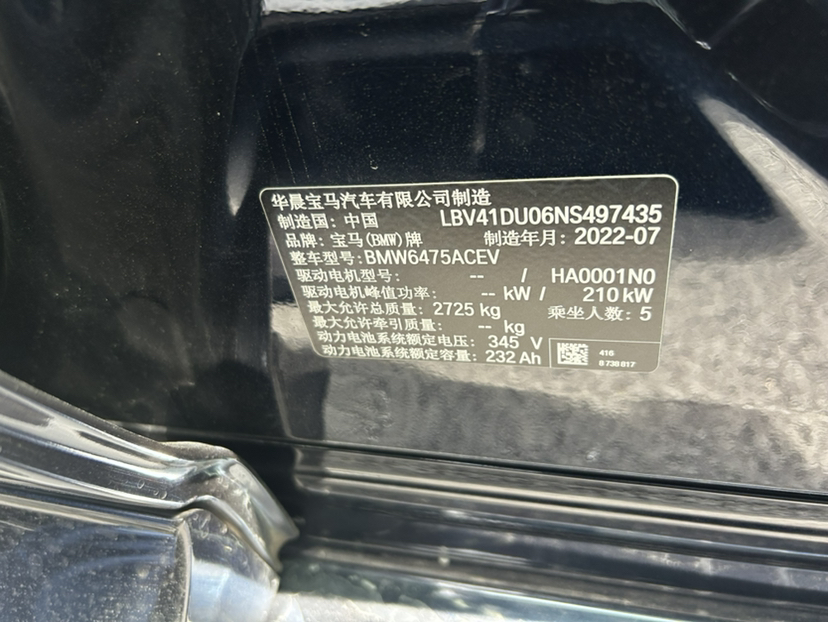 华晨宝马汽车有限公司制造
制造国：中国 LBV41DU06NS497435
品牌：宝马(BMW)牌 制造年月：2022-07
整车型号：BMW6475ACEV
驱动电机型号： -- / HA0001N0
驱动电机峰值功率： -- kW / 210 kW
最大允许总质量：2725 kg 乘坐人数：5
最大允许牵引质量： -- kg
动力电池系统额定电压： 345 V
动力电池系统额定容量：232 Ah
416
8 738 817